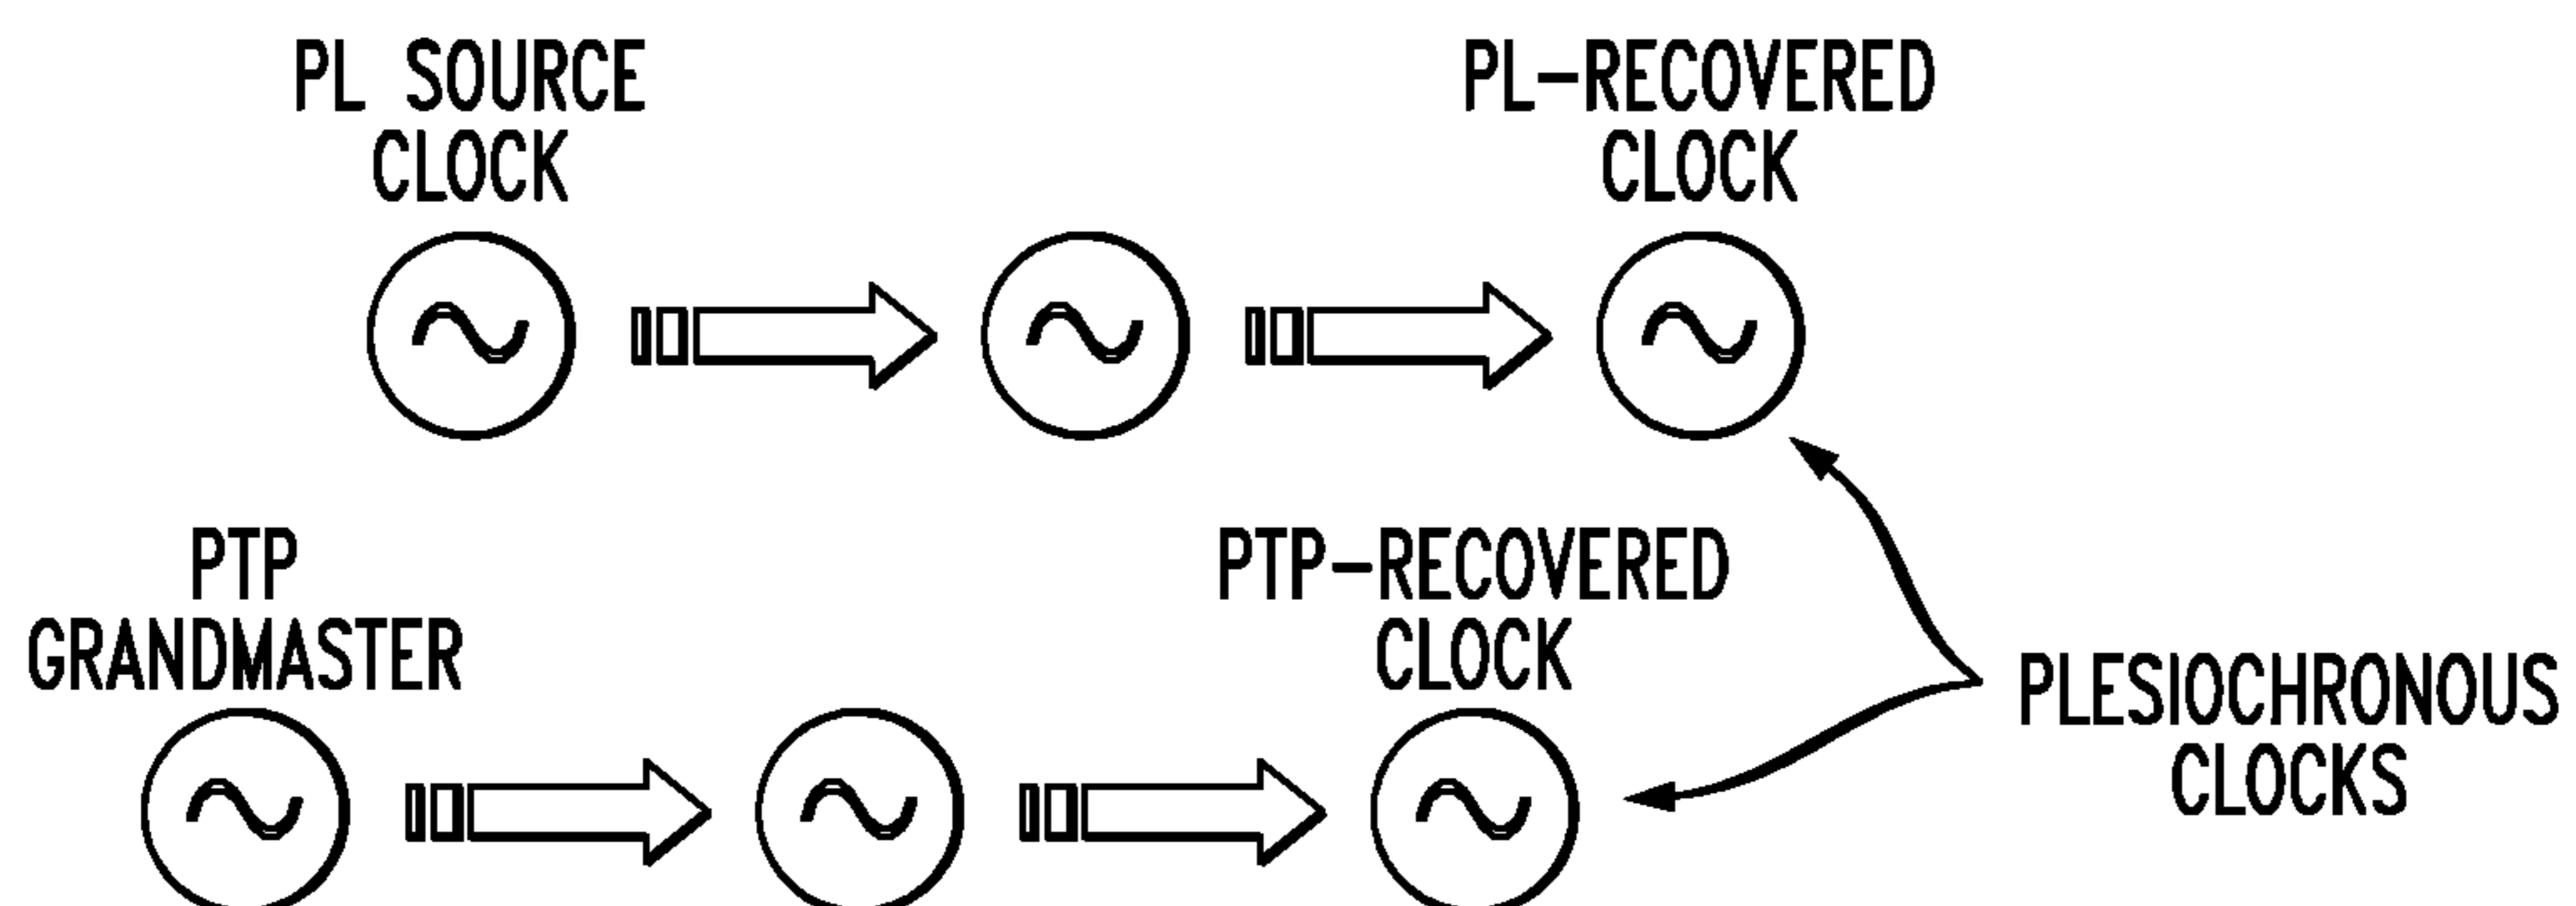 PL SOURCE
CLOCK
PL-RECOVERED
CLOCK
PTP
GRANDMASTER
PTP-RECOVERED
CLOCK
PLESIOCHRONOUS
CLOCKS